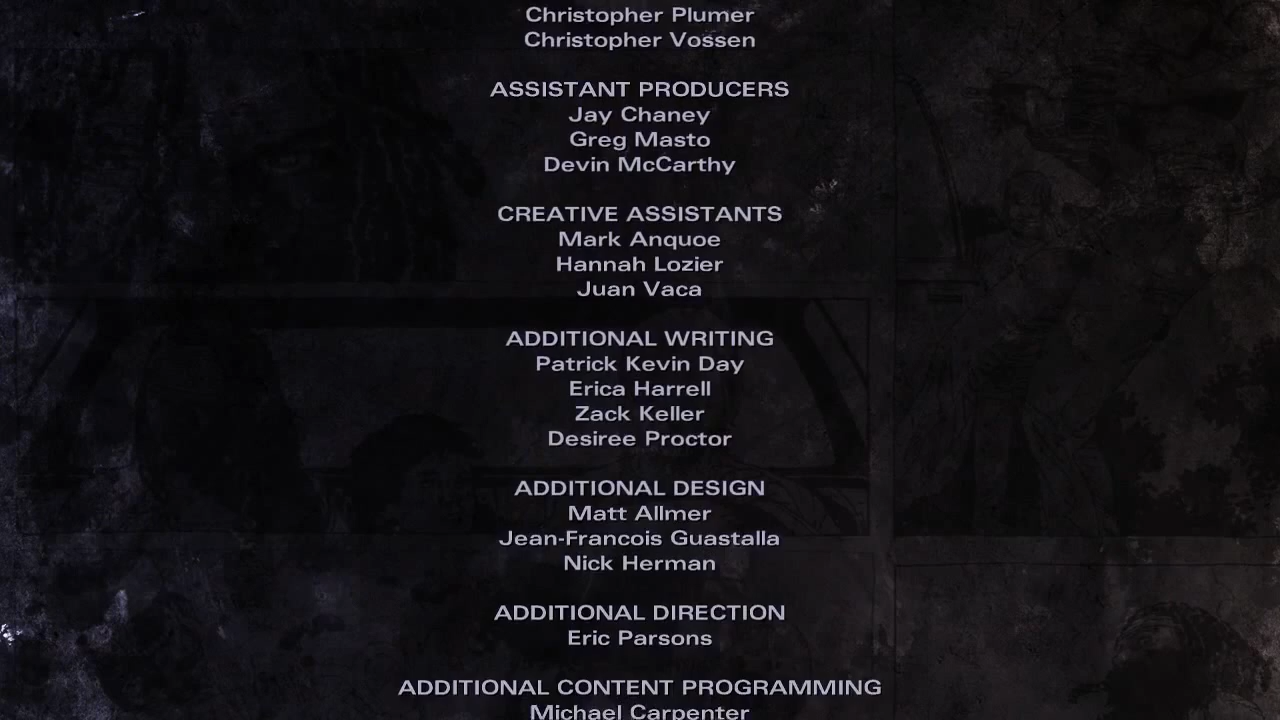 Christopher Plumer
Christopher Vossen
ASSISTANT PRODUCERS
Jay Chaney
Greg Masto
Devin McCarthy
CREATIVE ASSISTANTS
Mark Anquoe
Hannah Lozier
Juan Vaca
ADDITIONAL WRITING
Patrick Kevin Day
Erica Harrell
Zack Keller
Desiree Proctor
ADDITIONAL DESIGN
Matt Allmer
Jean-Francois Guastalla
Nick Herman
ADDITIONAL DIRECTION
Eric Parsons
ADDITIONAL CONTENT PROGRAMMING
Michael Carpenter